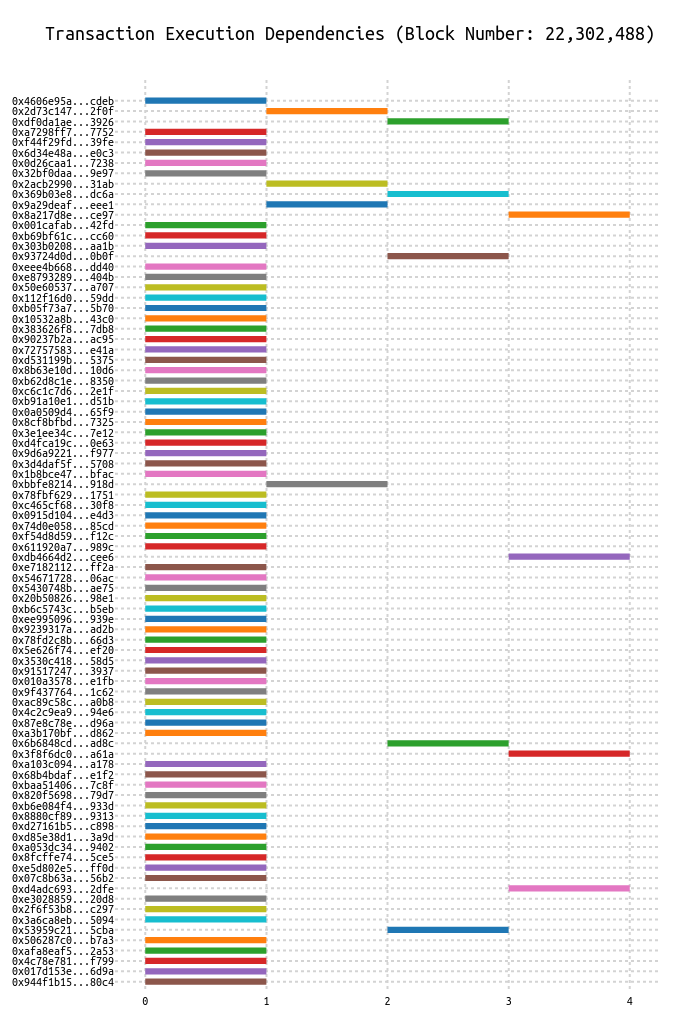 Transaction Execution Dependencies (Block Number: 22,302,488)
0x4606e95a...cdeb
0x2d73c147...2f0f
0xdf0da1ae...3926
0xa7298ff7...7752
0xf44f29fd...39fe
0x6d34e48a...e0c3
0x0d26caa1...7238
0x32bf0daa...9e97
0x2acb2990...31ab
0x369b03e8...dc6a
0x9a29deaf...eee1
0x8a217d8e...ce97
0x001cafab...42fd
0xb69bf61c...cc60
0x303b0208...aa1b
0x93724d0d...0b0f
0xeee4b668...dd40
0xe8793289...404b
0x50e60537...a707
0x112f16d0...59dd
0xb05f73a7...5b70
0x10532a8b...43c0
0x383626f8...7db8
0x90237b2a...ac95
0x72757583...e41a
0xd531199b...5375
0x8b63e10d...10d6
0xb62d8c1e...8350
0xc6c1c7d6...2e1f
0xb91a10e1...d51b
0x0a0509d4...65f9
0x8cf8bfbd...7325
0x3e1ee34c...7e12
0xd4fca19c...0e63
0x9d6a9221...f977
0x3d4daf5f...5708
0x1b8bce47...bfac
0xbbfe8214...918d
0x78fbf629...1751
0xc465cf68...30f8
0x0915d104...e4d3
0x74d0e058...85cd
0xf54d8d59...f12c
0x611920a7...989c
0xdb4664d2...cee6
0xe7182112...ff2a
0x54671728...06ac
0x5430748b...ae75
0x20b50826...98e1
0xb6c5743c...b5eb
0xee995096...939e
0x9239317a...ad2b
0x78fd2c8b...66d3
0x5e626f74...ef20
0x3530c418...58d5
0x91517247...3937
0x010a3578...e1fb
0x9f437764...1c62
0xac89c58c...a0b8
0x4c2c9ea9...94e6
0x87e8c78e...d96a
0xa3b170bf...d862
0x6b6848cd...ad8c
0x3f8f6dc0...a61a
0xa103c094...a178
0x68b4bdaf...e1f2
0xbaa51406...7c8f
0x820f5698...79d7
0xb6e084f4...933d
0x8880cf89...9313
0xd27161b5...c898
0xd85e38d1...3a9d
0xa053dc34...9402
0x8fcffe74...5ce5
0xe5d802e5...ff0d
0x07c8b63a...56b2
0xd4adc693...2dfe
0xe3028859...20d8
0x2f6f53b8...c297
0x3a6ca8eb...5094
0x53959c21...5cba
0x506287c0...b7a3
0xafa8eaf5...2a53
0x4c78e781...f799
0x017d153e...6d9a
0x944f1b15...80c4
0 1 2 3 4